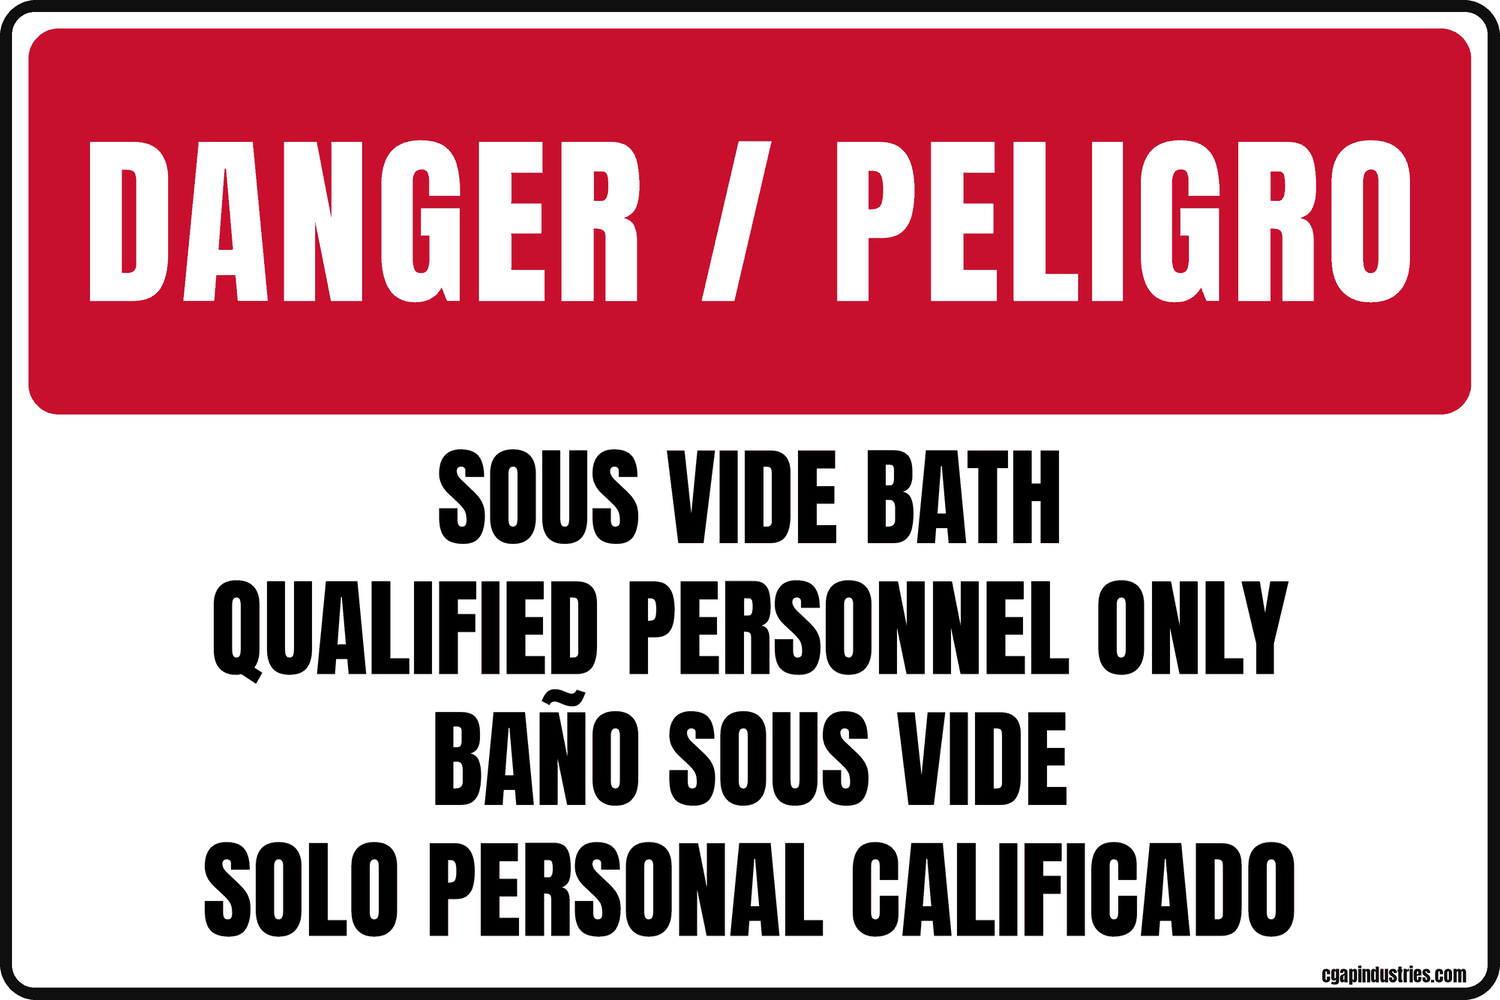 DANGER / PELIGRO
SOUS VIDE BATH
QUALIFIED PERSONNEL ONLY
BAÑO SOUS VIDE
SOLO PERSONAL CALIFICADO
cgapindustries.com